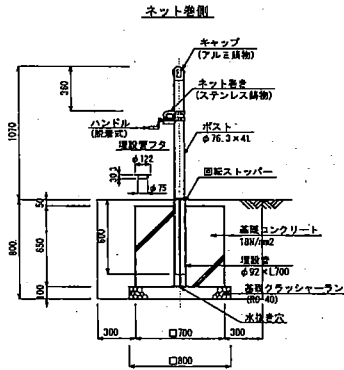 ネット巻側
キャップ
(アルミ鋳物)
360
ネット巻き
(ステンレス鋳物)
ハンドル
(脱着式)
1070
ポスト
φ76.3×4t
埋設管フタ
φ122
30
φ75
回転ストッパー
50
600
基礎コンクリート
18N/mm2
800
650
埋設管
φ92×L700
100
基礎クラッシャーラン
(R0-40)
水抜き穴
300
□700
300
□800